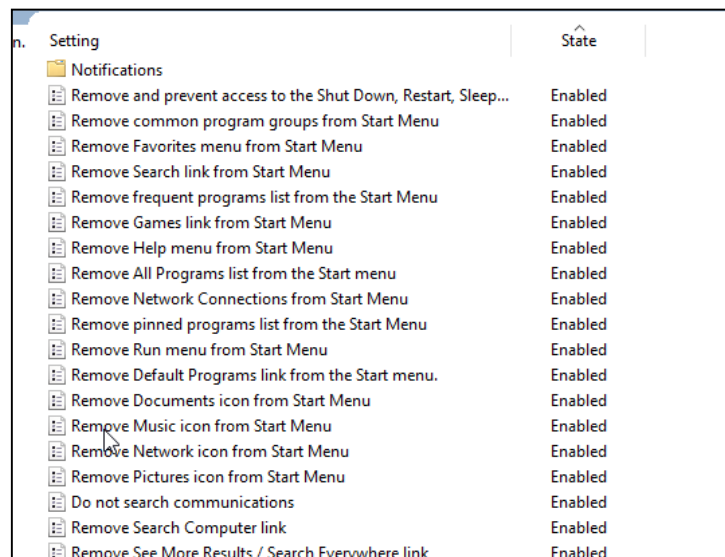 n. Setting State
Notifications
Remove and prevent access to the Shut Down, Restart, Sleep... Enabled
Remove common program groups from Start Menu Enabled
Remove Favorites menu from Start Menu Enabled
Remove Search link from Start Menu Enabled
Remove frequent programs list from the Start Menu Enabled
Remove Games link from Start Menu Enabled
Remove Help menu from Start Menu Enabled
Remove All Programs list from the Start menu Enabled
Remove Network Connections from Start Menu Enabled
Remove pinned programs list from the Start Menu Enabled
Remove Run menu from Start Menu Enabled
Remove Default Programs link from the Start menu. Enabled
Remove Documents icon from Start Menu Enabled
Remove Music icon from Start Menu Enabled
Remove Network icon from Start Menu Enabled
Remove Pictures icon from Start Menu Enabled
Do not search communications Enabled
Remove Search Computer link Enabled
Remove See More Results / Search Everywhere link Enabled